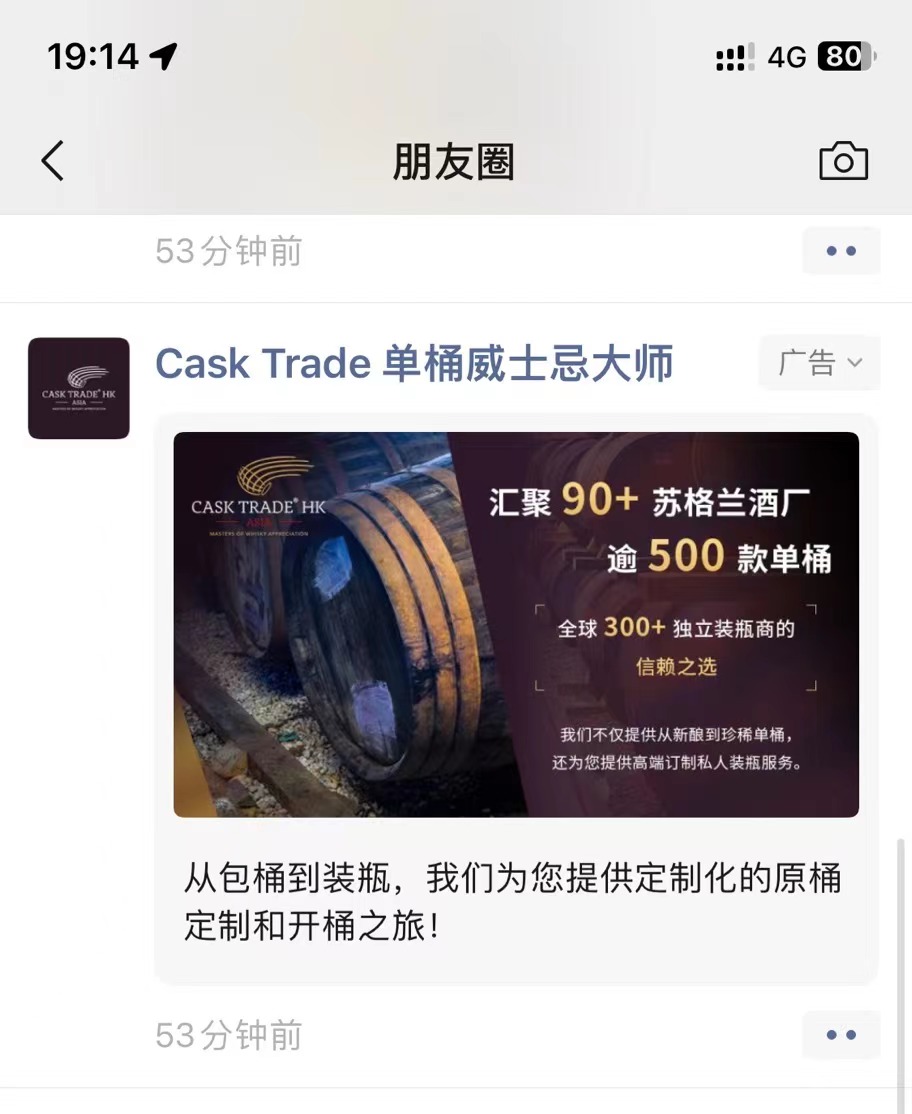 19:14
4G
80
朋友圈
53分钟前
Cask Trade 单桶威士忌大师
广告
CASK TRADE® HK
ASIA
MASTERS OF WHISKY APPRECIATION
CASK TRADE® HK
ASIA
MASTERS OF WHISKY APPRECIATION
汇聚 90+ 苏格兰酒厂
逾 500 款单桶
全球 300+ 独立装瓶商的
信赖之选
我们不仅提供从新酿到珍稀单桶，
还为您提供高端订制私人装瓶服务。
从包桶到装瓶，我们为您提供定制化的原桶
定制和开桶之旅！
53分钟前